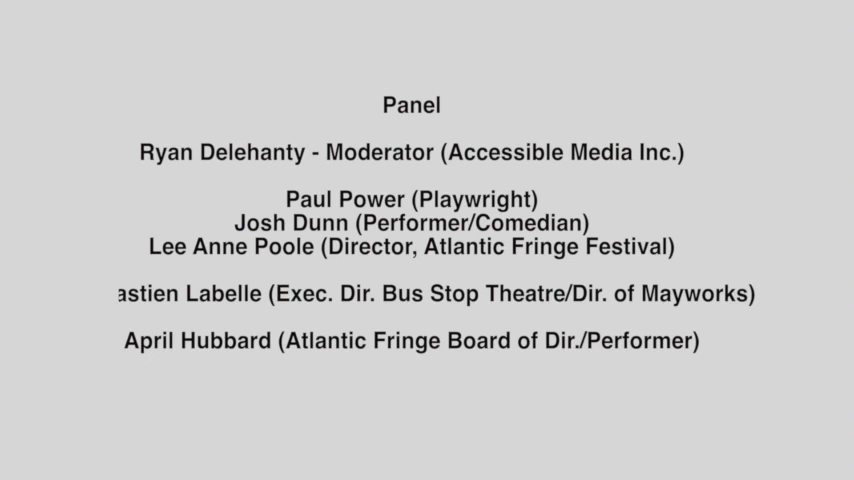 Panel
Ryan Delehanty - Moderator (Accessible Media Inc.)
Paul Power (Playwright)
Josh Dunn (Performer/Comedian)
Lee Anne Poole (Director, Atlantic Fringe Festival)
astien Labelle (Exec. Dir. Bus Stop Theatre/Dir. of Mayworks)
April Hubbard (Atlantic Fringe Board of Dir./Performer)